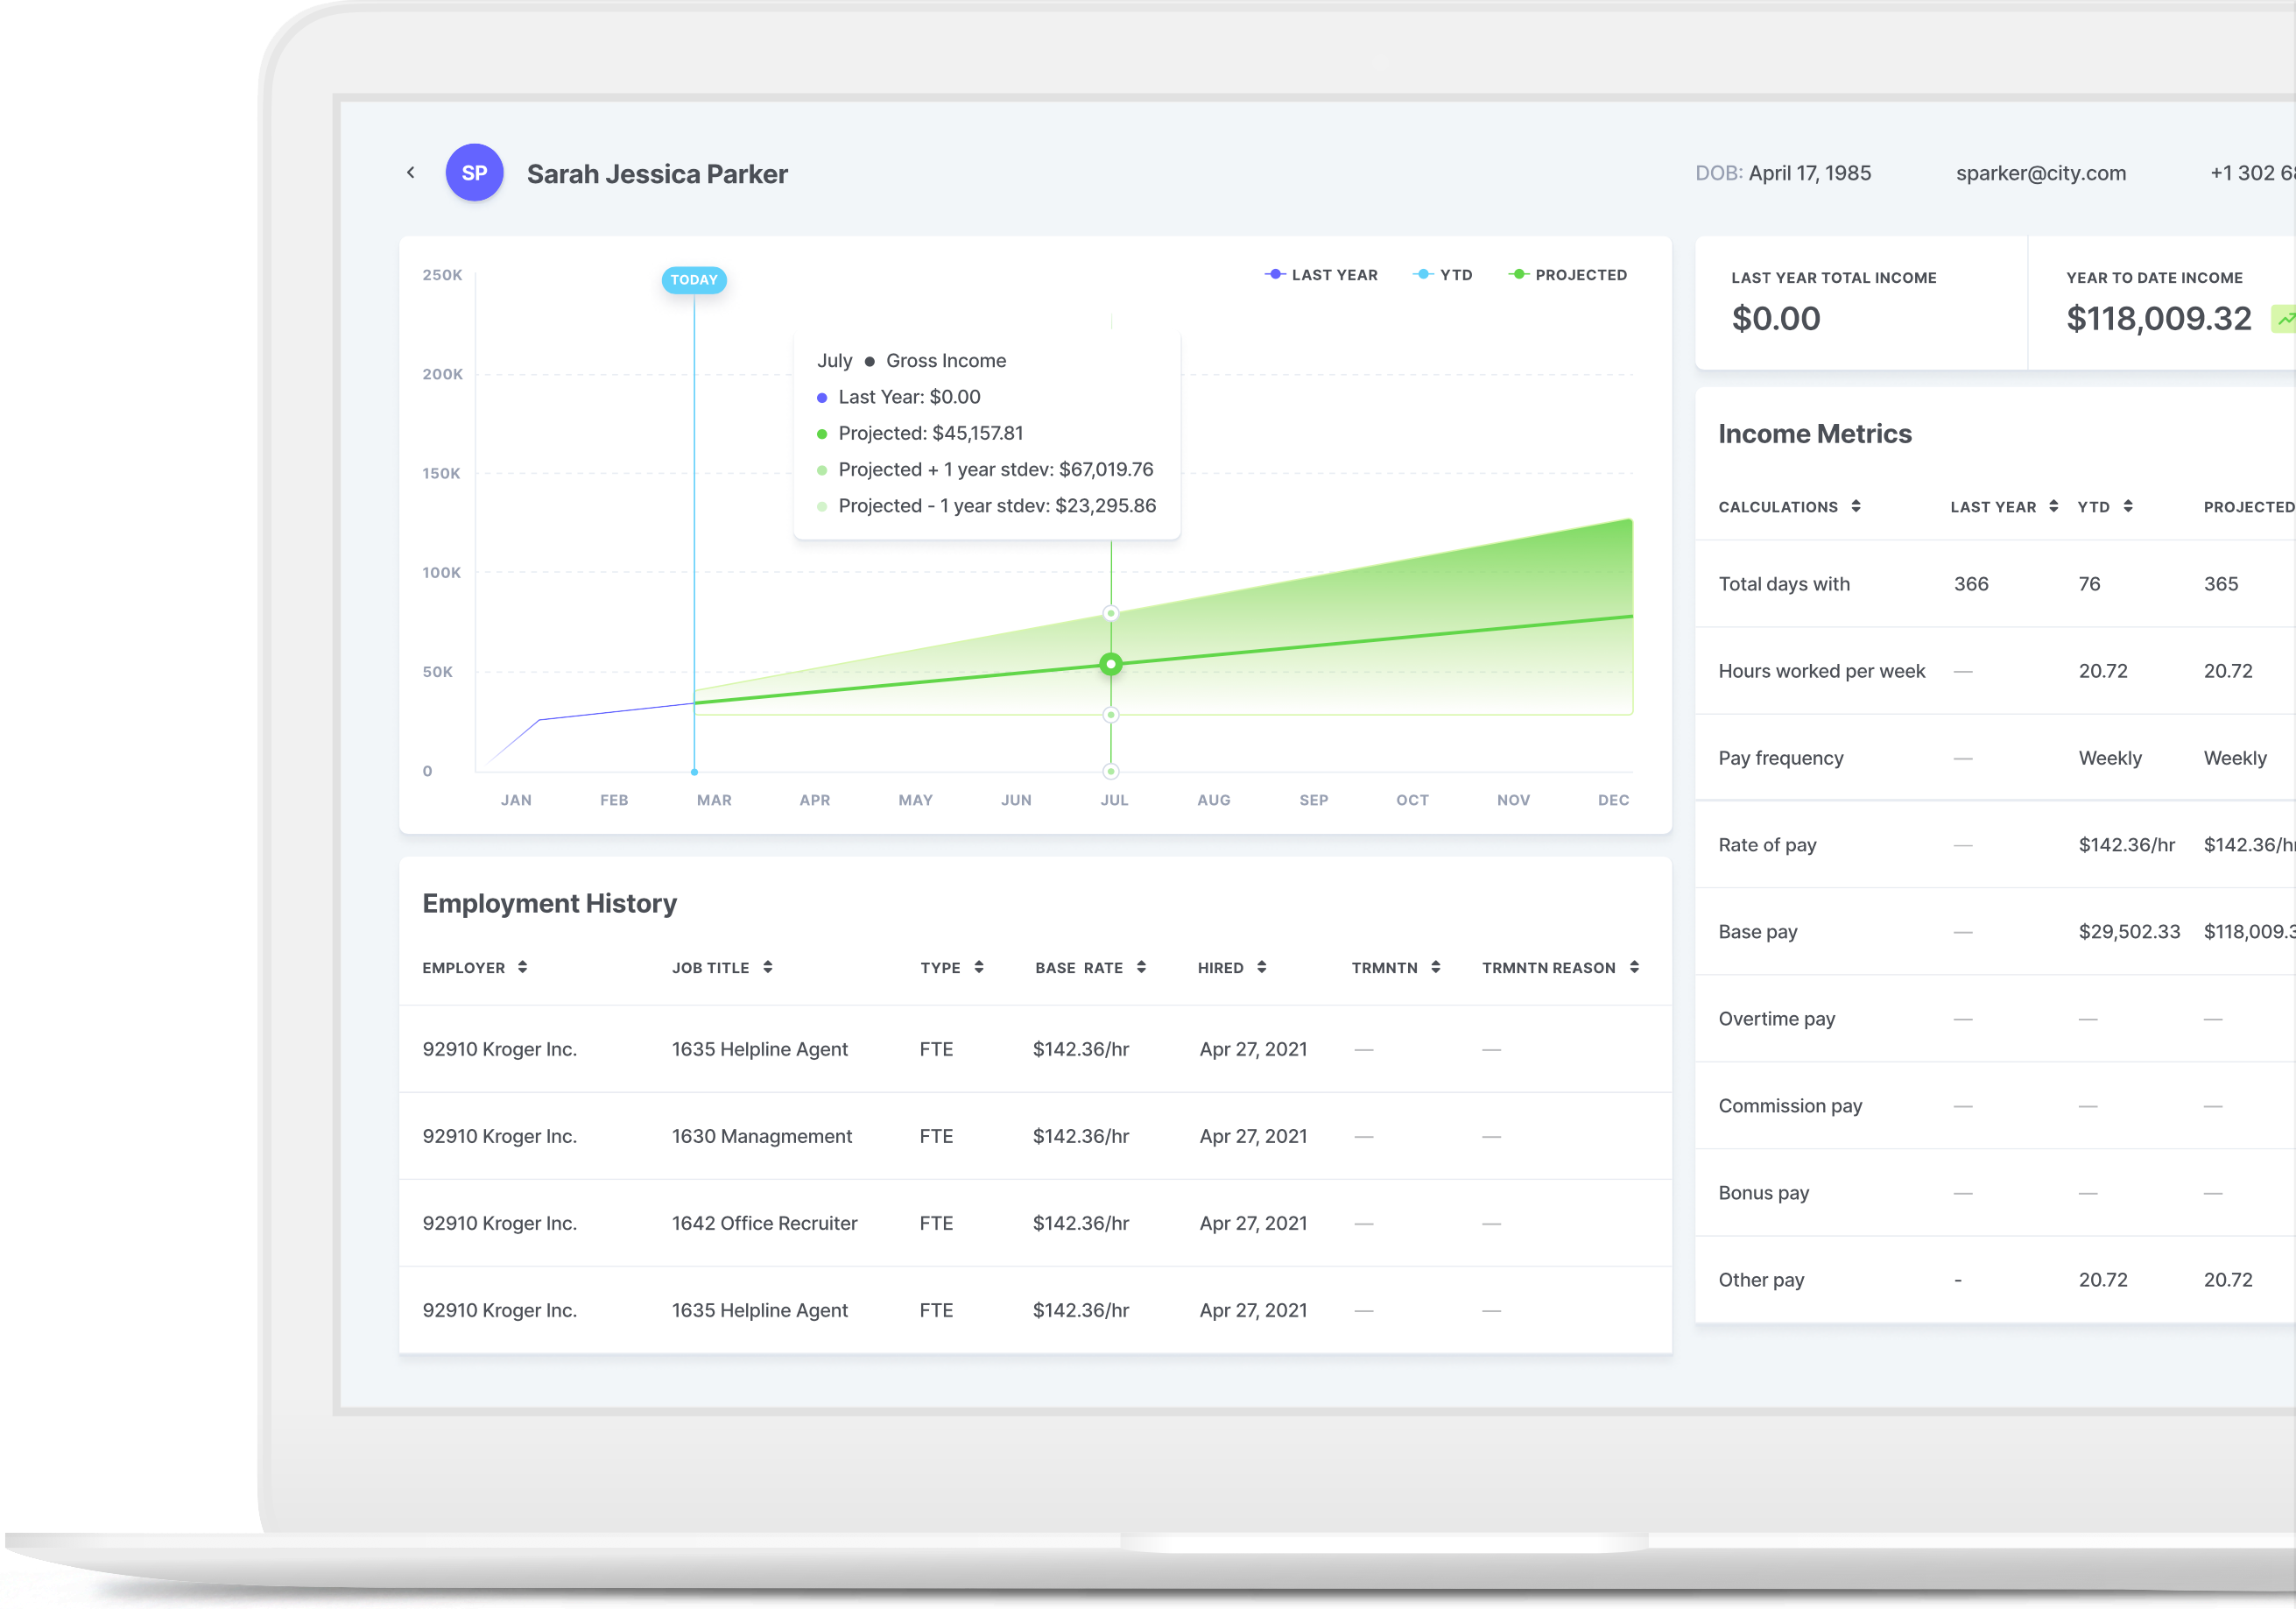 SP
Sarah Jessica Parker
DOB: April 17, 1985
sparker@city.com
+1 302
250K
200K
150K
100K
50K
0
TODAY
LAST YEAR
YTD
PROJECTED
July ● Gross Income
Last Year: $0.00
Projected: $45,157.81
Projected + 1 year stdev: $67,019.76
Projected - 1 year stdev: $23,295.86
JAN FEB MAR APR MAY JUN JUL AUG SEP OCT NOV DEC
Employment History
EMPLOYER JOB TITLE TYPE BASE RATE HIRED TRMNTN TRMNTN REASON
92910 Kroger Inc. 1635 Helpline Agent FTE $142.36/hr Apr 27, 2021 — —
92910 Kroger Inc. 1630 Managmement FTE $142.36/hr Apr 27, 2021 — —
92910 Kroger Inc. 1642 Office Recruiter FTE $142.36/hr Apr 27, 2021 — —
92910 Kroger Inc. 1635 Helpline Agent FTE $142.36/hr Apr 27, 2021 — —
LAST YEAR TOTAL INCOME
$0.00
YEAR TO DATE INCOME
$118,009.32
Income Metrics
CALCULATIONS LAST YEAR YTD PROJECTED
Total days with 366 76 365
Hours worked per week — 20.72 20.72
Pay frequency — Weekly Weekly
Rate of pay — $142.36/hr $142.36/hr
Base pay — $29,502.33 $118,009.3
Overtime pay — — —
Commission pay — — —
Bonus pay — — —
Other pay - 20.72 20.72